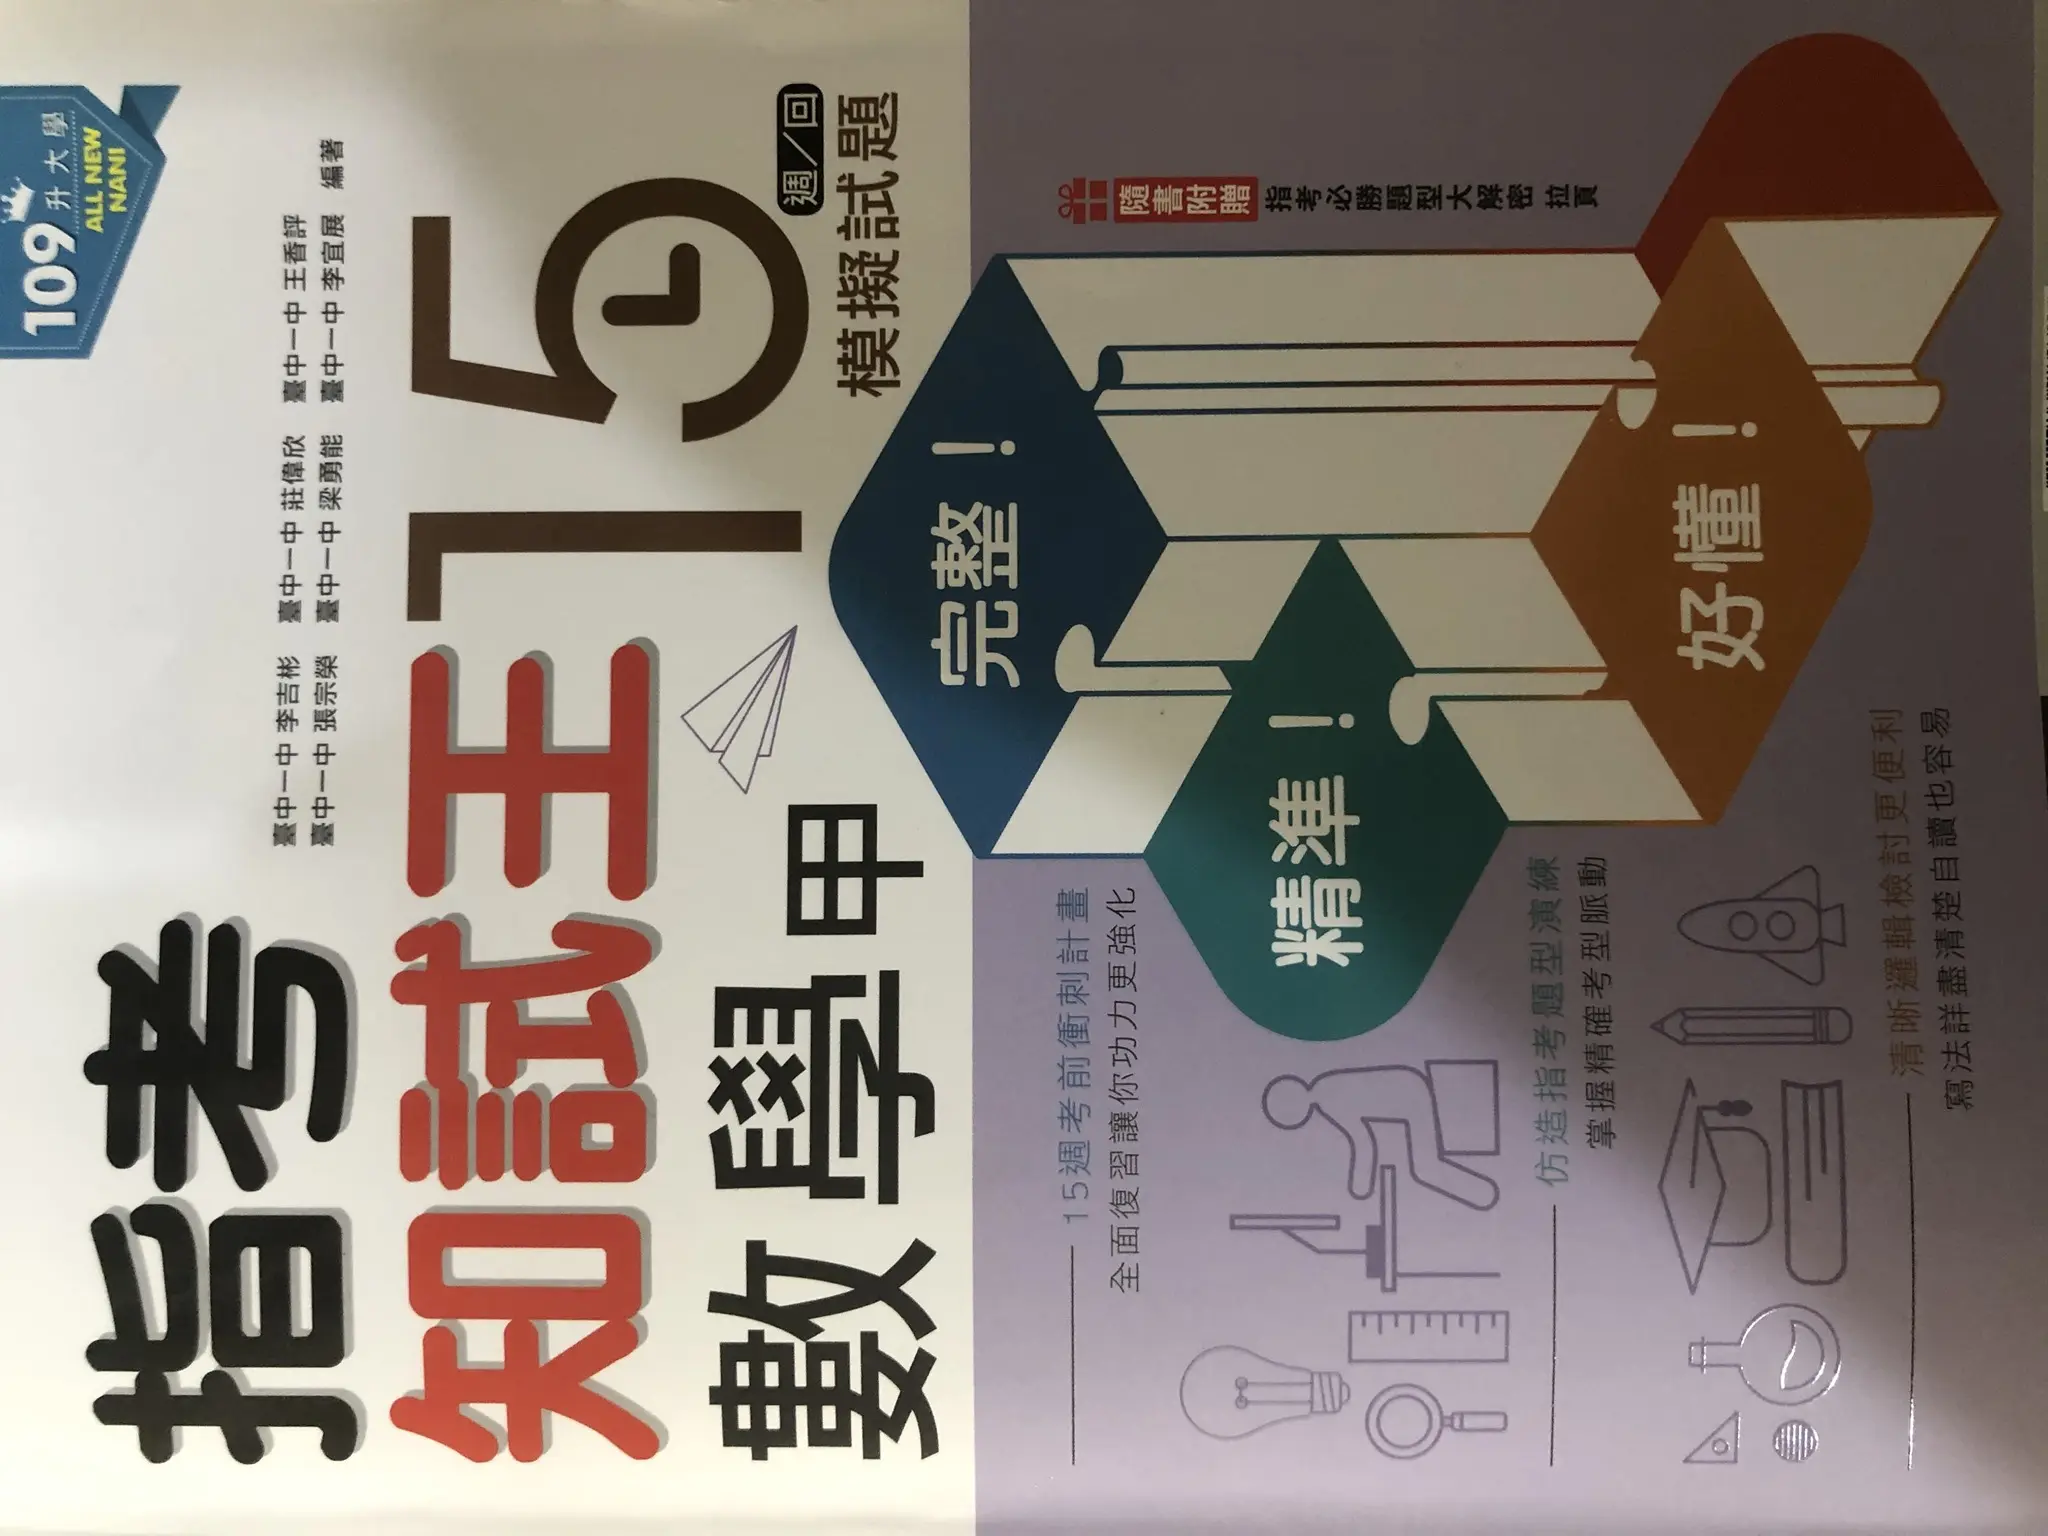 109
升大學
ALL NEW
NANI
臺中一中 李吉彬 臺中一中 莊偉欣 臺中一中 王香評
臺中一中 張宗榮 臺中一中 梁勇能 臺中一中 李宜展 編著
指考
知試王15
數學甲
週/回
模擬試題
完整!
精準!
好懂!
隨書附贈
指考必勝題型大解密 拉頁
15週考前衝刺計畫
全面復習讓你功力更強化
仿造指考題型演練
掌握精確考型脈動
清晰邏輯檢討更便利
寫法詳盡清楚自讀也容易